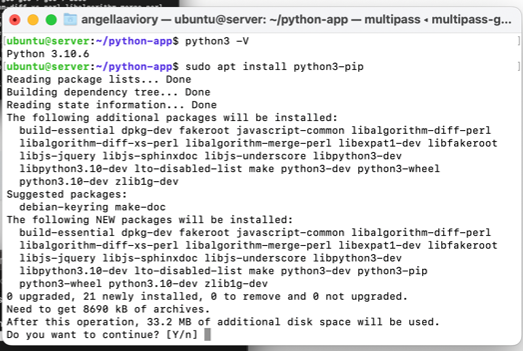 angellaaviory — ubuntu@server: ~/python-app — multipass ◂ multipass-g...
ubuntu@server:~/python-app$ python3 -V
Python 3.10.6
ubuntu@server:~/python-app$ sudo apt install python3-pip
Reading package lists... Done
Building dependency tree... Done
Reading state information... Done
The following additional packages will be installed:
build-essential dpkg-dev fakeroot javascript-common libalgorithm-diff-perl
libalgorithm-diff-xs-perl libalgorithm-merge-perl libexpat1-dev libfakeroot
libjs-jquery libjs-sphinxdoc libjs-underscore libpython3-dev
libpython3.10-dev lto-disabled-list make python3-dev python3-wheel
python3.10-dev zlib1g-dev
Suggested packages:
debian-keyring make-doc
The following NEW packages will be installed:
build-essential dpkg-dev fakeroot javascript-common libalgorithm-diff-perl
libalgorithm-diff-xs-perl libalgorithm-merge-perl libexpat1-dev libfakeroot
libjs-jquery libjs-sphinxdoc libjs-underscore libpython3-dev
libpython3.10-dev lto-disabled-list make python3-dev python3-pip
python3-wheel python3.10-dev zlib1g-dev
0 upgraded, 21 newly installed, 0 to remove and 0 not upgraded.
Need to get 8690 kB of archives.
After this operation, 33.2 MB of additional disk space will be used.
Do you want to continue? [Y/n]